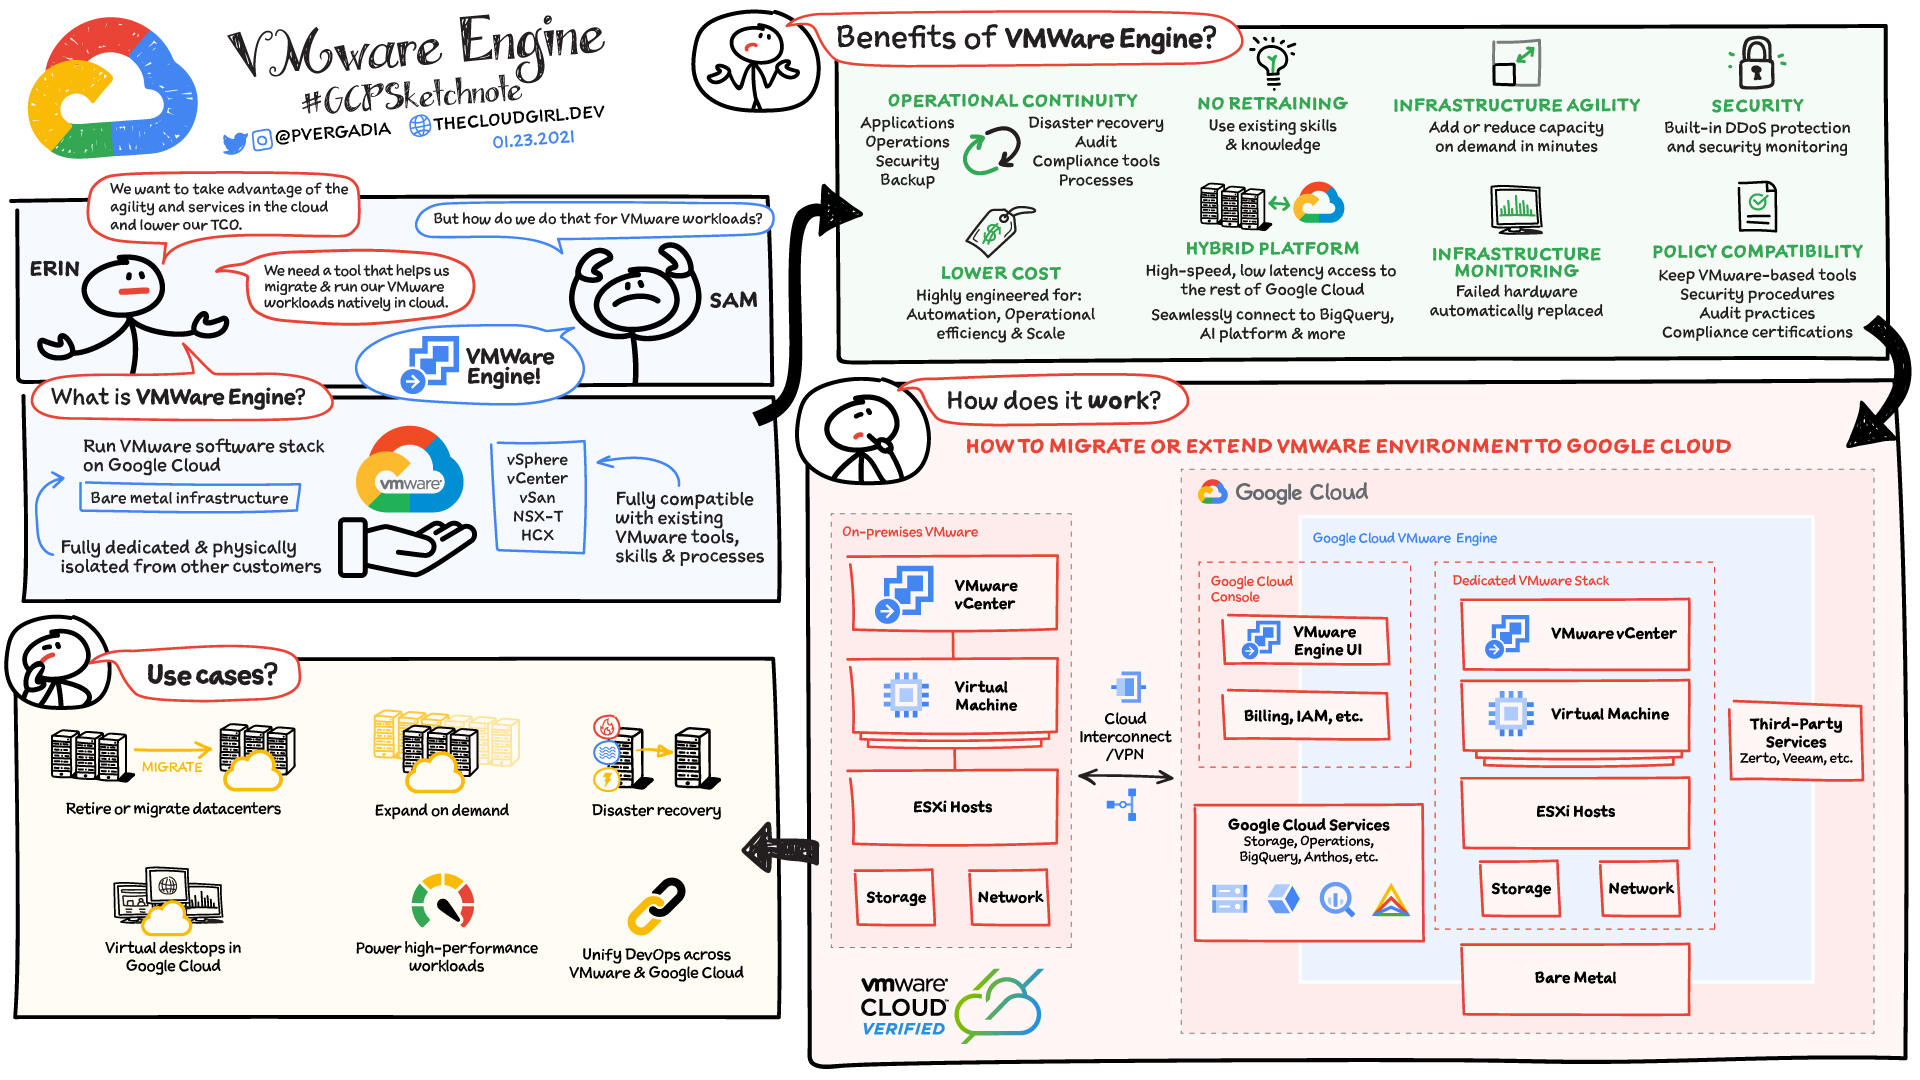 VMware Engine
#GCPSketchnote
@PVERGADIA
THECLOUDGIRL.DEV
01.23.2021
We want to take advantage of the
agility and services in the cloud
and lower our TCO.
But how do we do that for VMware workloads?
ERIN
We need a tool that helps us
migrate & run our VMware
workloads natively in cloud.
SAM
VMWare
Engine!
What is VMWare Engine?
Run VMware software stack
on Google Cloud
Bare metal infrastructure
Fully dedicated & physically
isolated from other customers
vmware®
vSphere
vCenter
vSan
NSX-T
HCX
Fully compatible
with existing
VMware tools,
skills & processes
Benefits of VMWare Engine?
OPERATIONAL CONTINUITY
Applications
Operations
Security
Backup
Disaster recovery
Audit
Compliance tools
Processes
NO RETRAINING
Use existing skills
& knowledge
INFRASTRUCTURE AGILITY
Add or reduce capacity
on demand in minutes
SECURITY
Built-in DDoS protection
and security monitoring
$
LOWER COST
Highly engineered for:
Automation, Operational
efficiency & Scale
HYBRID PLATFORM
High-speed, low latency access to
the rest of Google Cloud
Seamlessly connect to BigQuery,
AI platform & more
INFRASTRUCTURE
MONITORING
Failed hardware
automatically replaced
POLICY COMPATIBILITY
Keep VMware-based tools
Security procedures
Audit practices
Compliance certifications
How does it work?
HOW TO MIGRATE OR EXTEND VMWARE ENVIRONMENT TO GOOGLE CLOUD
On-premises VMware
VMware
vCenter
Virtual
Machine
ESXi Hosts
Storage
Network
Cloud
Interconnect
/VPN
Google Cloud
Google Cloud VMware Engine
Google Cloud
Console
VMware
Engine UI
Billing, IAM, etc.
Google Cloud Services
Storage, Operations,
BigQuery, Anthos, etc.
Dedicated VMware Stack
VMware vCenter
Virtual Machine
ESXi Hosts
Storage
Network
Bare Metal
Third-Party
Services
Zerto, Veeam, etc.
vmware®
CLOUD™
VERIFIED
Use cases?
MIGRATE
Retire or migrate datacenters
Expand on demand
Disaster recovery
Virtual desktops in
Google Cloud
Power high-performance
workloads
Unify DevOps across
VMware & Google Cloud